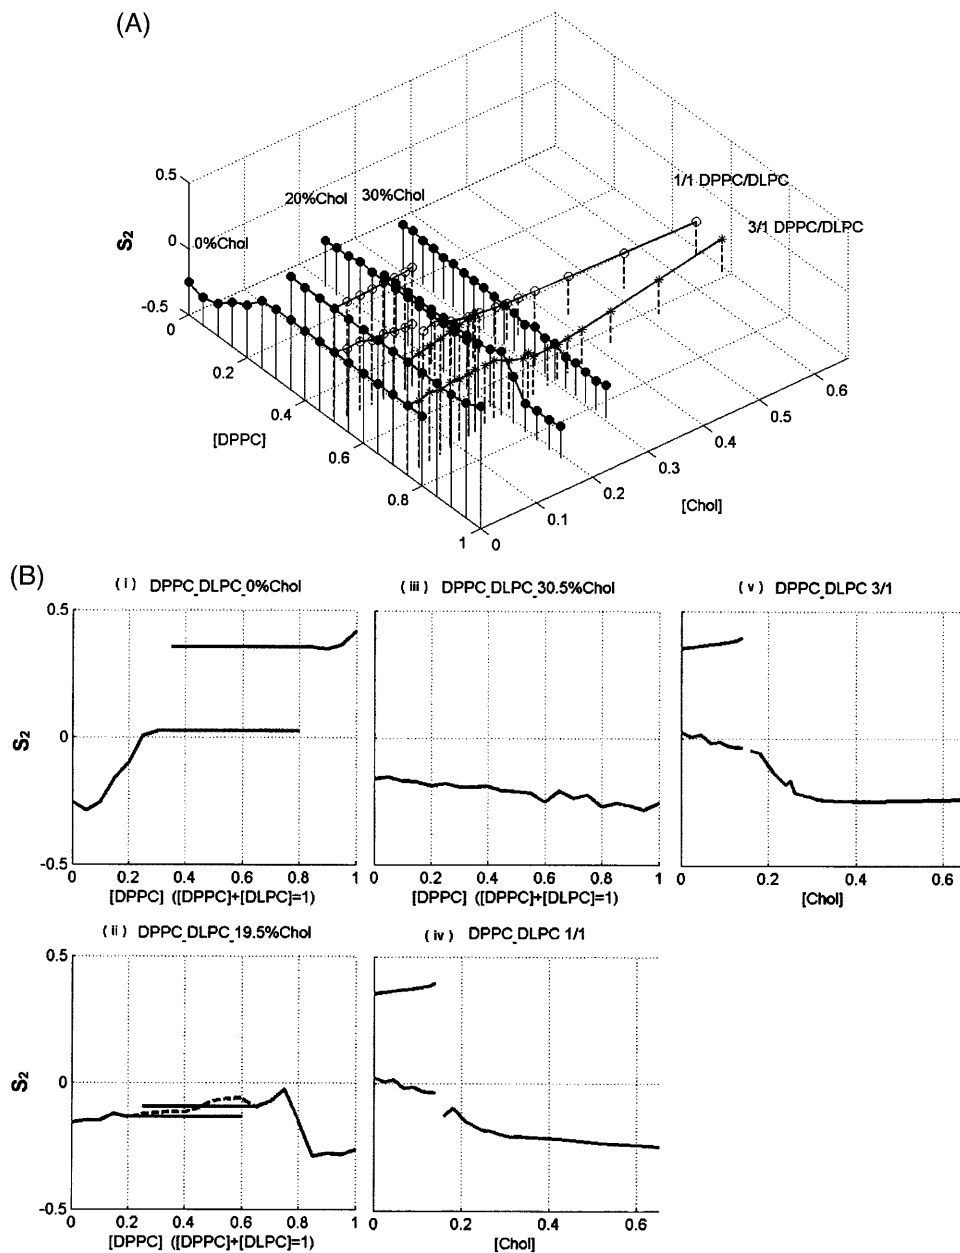 (A)
0.5
0
-0.5
S2
0%Chol
20%Chol
30%Chol
1/1 DPPC/DLPC
3/1 DPPC/DLPC
0
0.2
0.4
0.6
0.8
1
[DPPC]
0
0.1
0.2
0.3
0.4
0.5
0.6
[Chol]
(B)
(i) DPPC_DLPC_0%Chol
0.5
0
-0.5
S2
0 0.2 0.4 0.6 0.8 1
[DPPC] ([DPPC]+[DLPC]=1)
(iii) DPPC_DLPC_30.5%Chol
0 0.2 0.4 0.6 0.8 1
[DPPC] ([DPPC]+[DLPC]=1)
(v) DPPC_DLPC 3/1
0 0.2 0.4 0.6
[Chol]
(ii) DPPC_DLPC_19.5%Chol
0.5
0
-0.5
S2
0 0.2 0.4 0.6 0.8 1
[DPPC] ([DPPC]+[DLPC]=1)
(iv) DPPC_DLPC 1/1
0 0.2 0.4 0.6
[Chol]